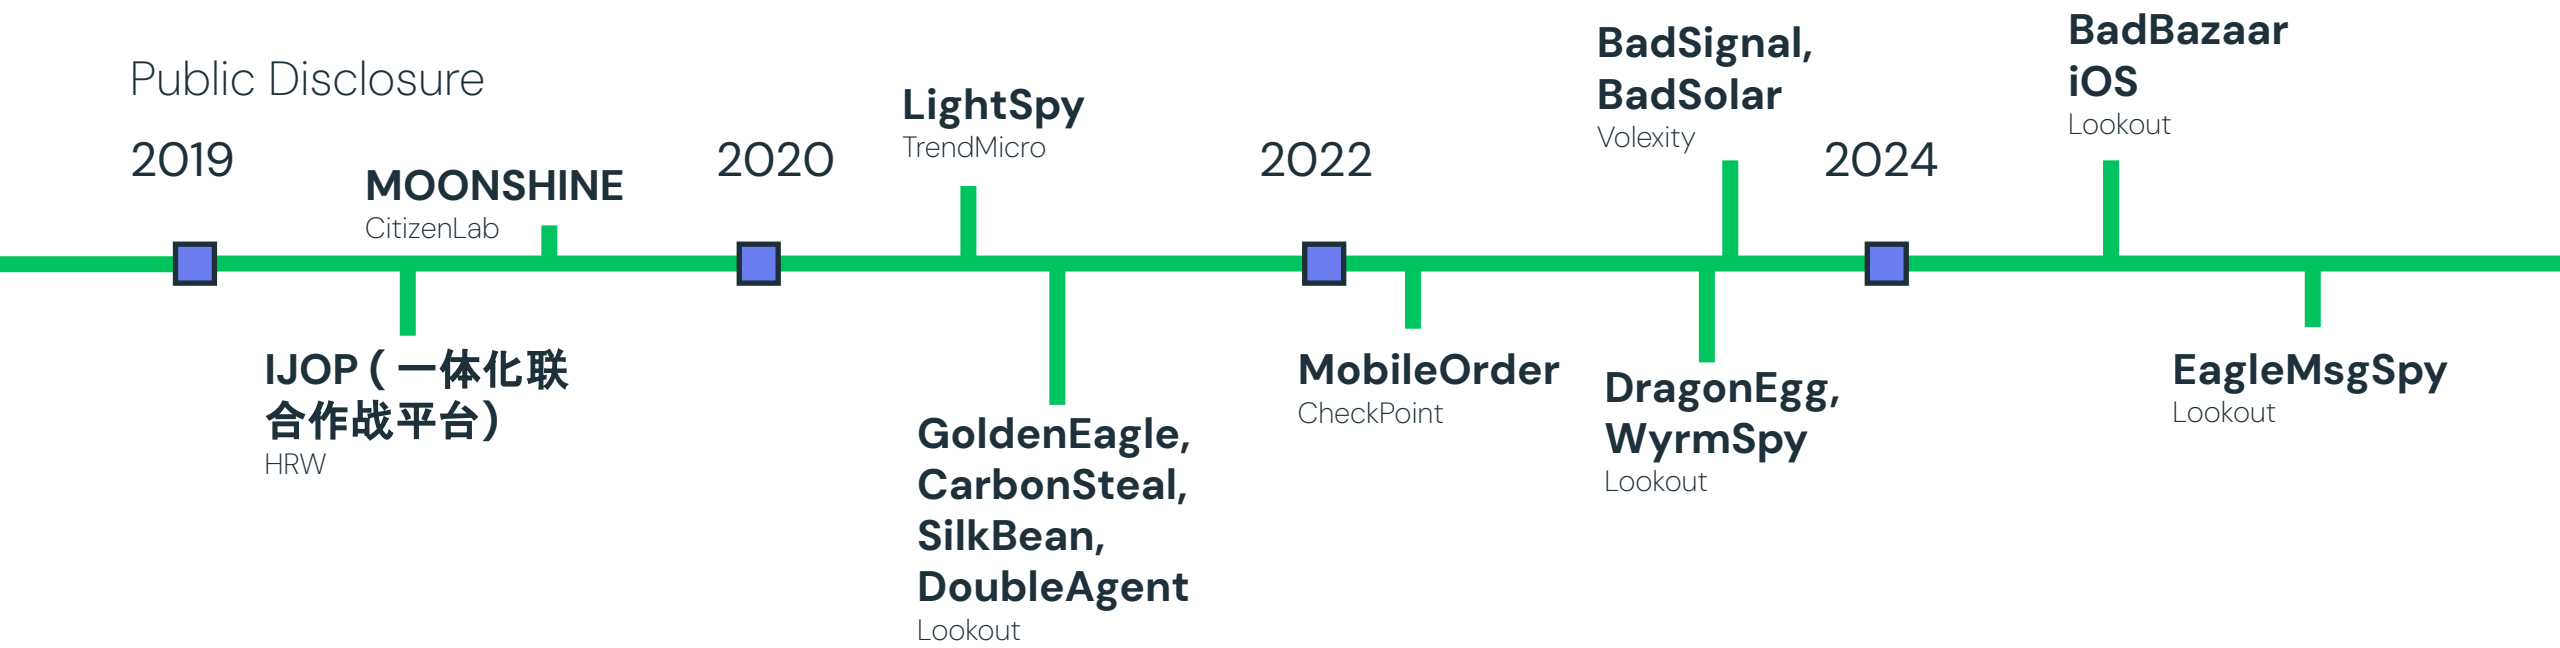 Public Disclosure
2019
MOONSHINE
CitizenLab
IJOP ( 一体化联
合作战平台)
HRW
2020
LightSpy
TrendMicro
GoldenEagle,
CarbonSteal,
SilkBean,
DoubleAgent
Lookout
2022
MobileOrder
CheckPoint
BadSignal,
BadSolar
Volexity
DragonEgg,
WyrmSpy
Lookout
2024
BadBazaar
iOS
Lookout
EagleMsgSpy
Lookout